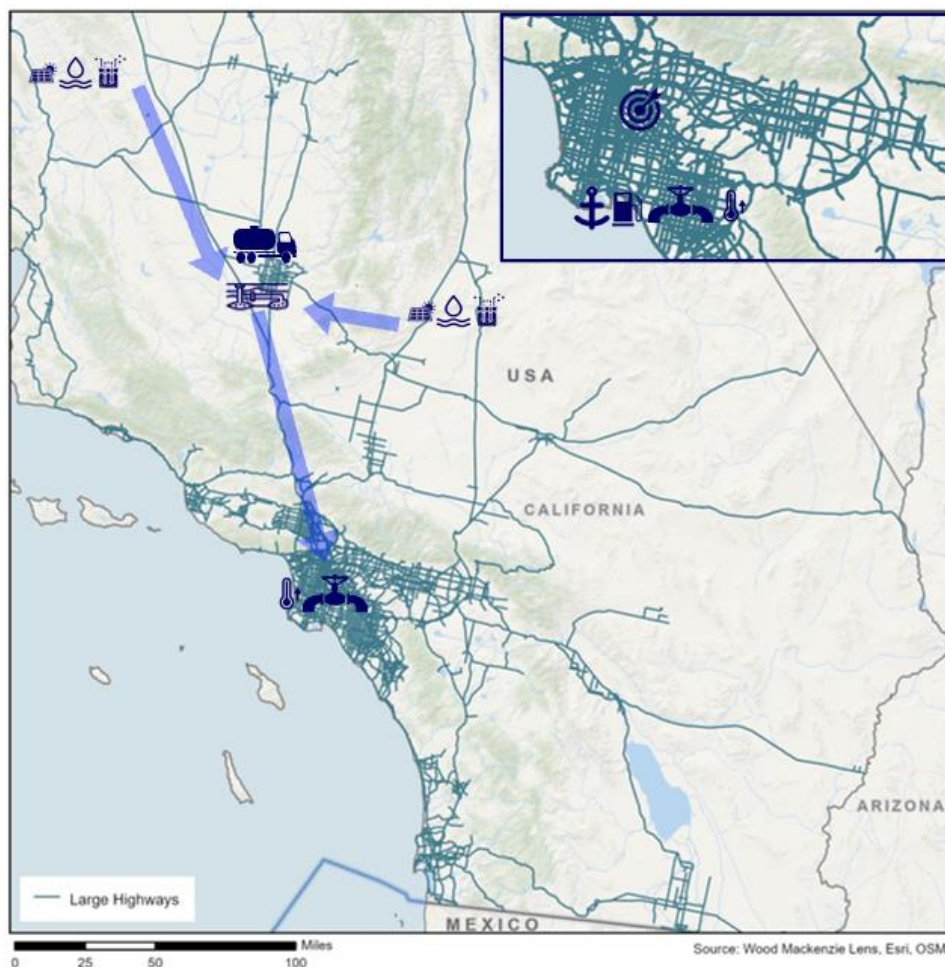 USA
CALIFORNIA
ARIZONA
Large Highways
MEXICO
Miles
0 25 50 100
Source: Wood Mackenzie Lens, Esri, OSM